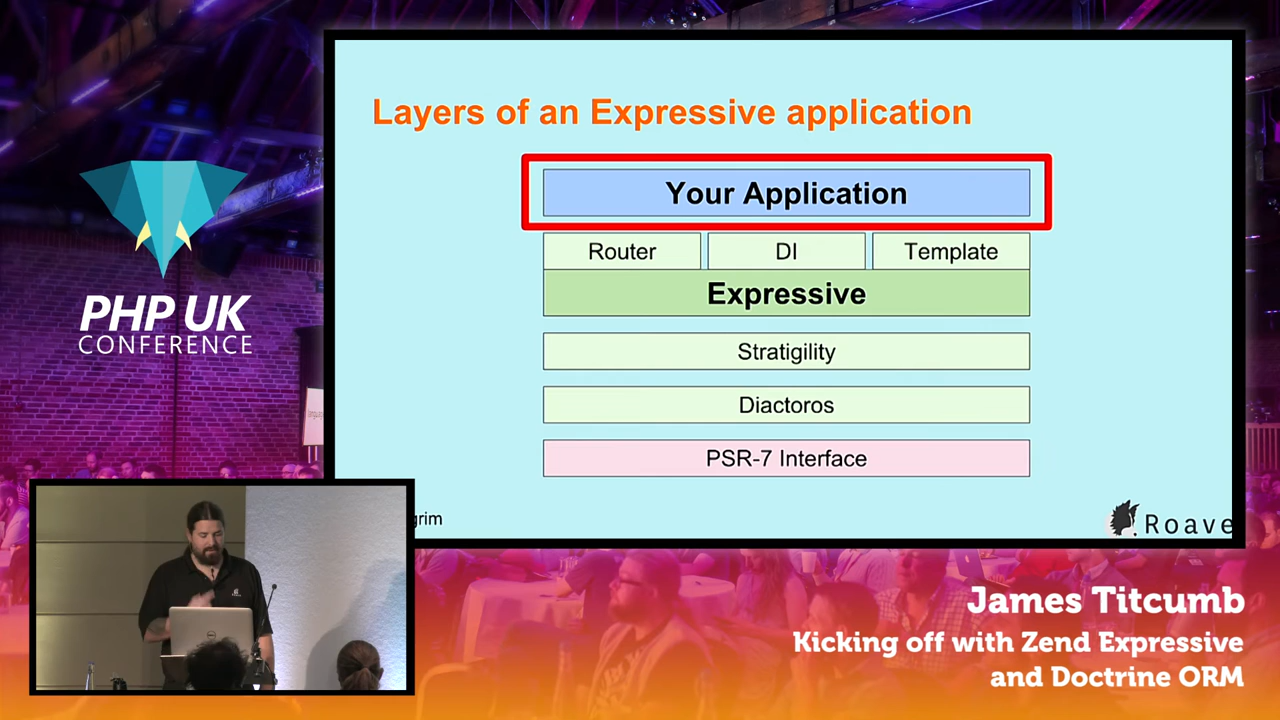 Layers of an Expressive application
Your Application
Router
DI
Template
Expressive
Stratigility
Diactoros
PSR-7 Interface
grim
Roave
PHP UK
CONFERENCE
James Titcumb
Kicking off with Zend Expressive
and Doctrine ORM